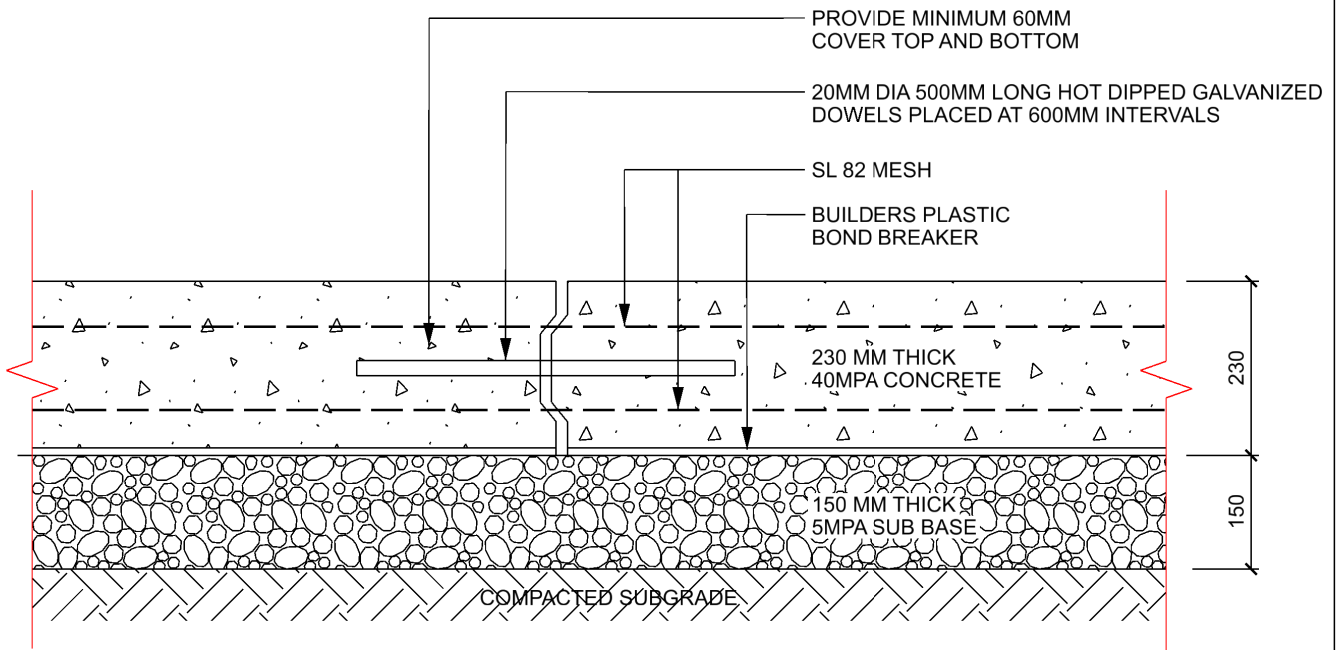 PROVIDE MINIMUM 60MM
COVER TOP AND BOTTOM
20MM DIA 500MM LONG HOT DIPPED GALVANIZED
DOWELS PLACED AT 600MM INTERVALS
SL 82 MESH
BUILDERS PLASTIC
BOND BREAKER
230 MM THICK
40MPA CONCRETE
230
150 MM THICK
5MPA SUB BASE
150
COMPACTED SUBGRADE